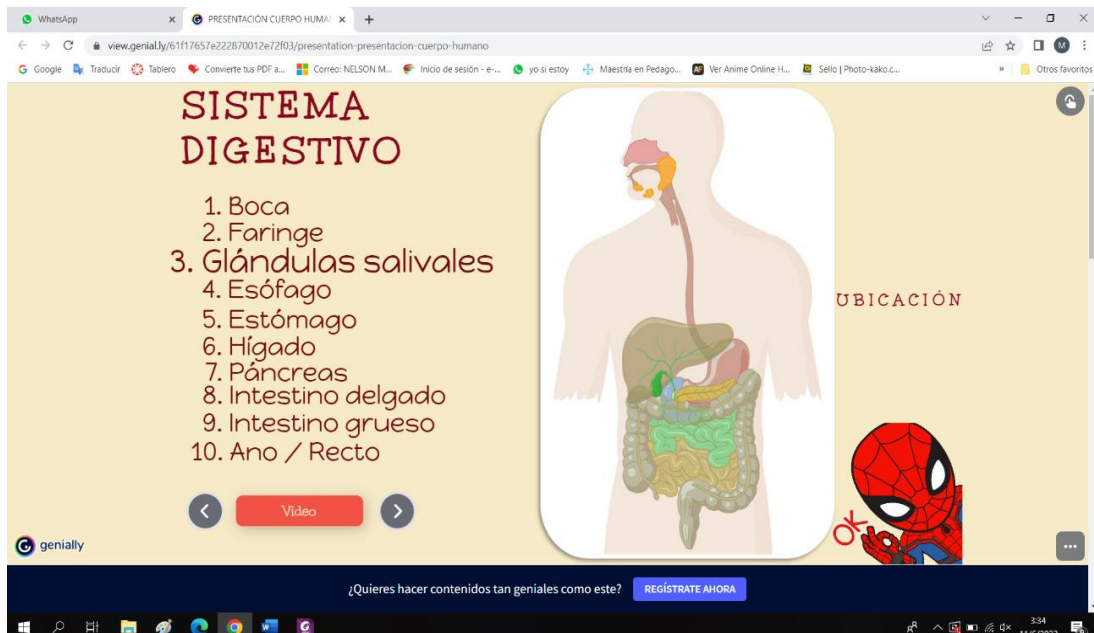 WhatsApp
PRESENTACIÓN CUERPO HUMA
view.genial.ly/61f17657e222870012e72f03/presentation-presentacion-cuerpo-humano
Google Traducir Tablero Convierte tus PDF a... Correo: NELSON M... Inicio de sesión - e-... yo si estoy Maestría en Pedago... Ver Anime Online H... Sello | Photo-kako.c... » Otros favoritos
SISTEMA
DIGESTIVO
1. Boca
2. Faringe
3. Glándulas salivales
4. Esófago
5. Estómago
6. Hígado
7. Páncreas
8. Intestino delgado
9. Intestino grueso
10. Ano / Recto
UBICACIÓN
OK
Vídeo
genially
¿Quieres hacer contenidos tan geniales como este? REGÍSTRATE AHORA
3:34